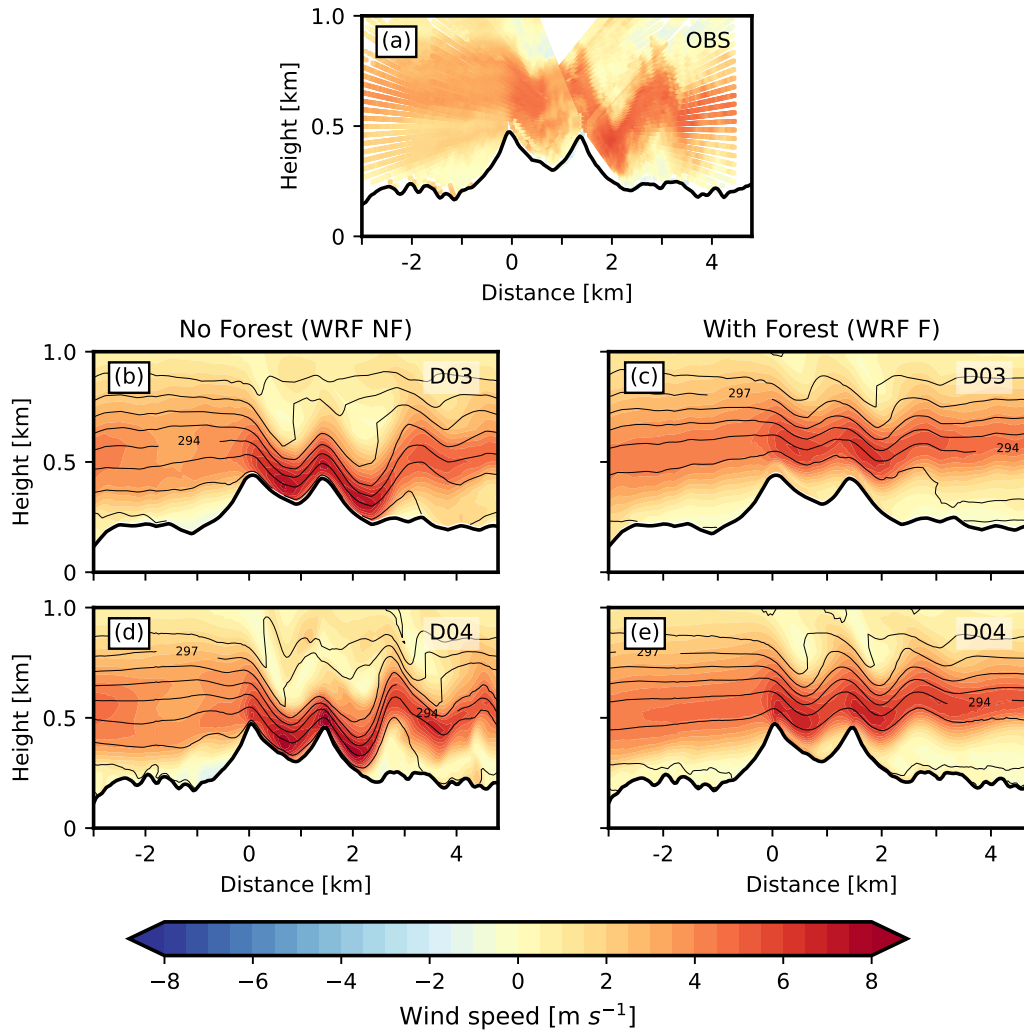 1.0
(a)
OBS
Height [km]
0.5
0
-2 0 2 4
Distance [km]
No Forest (WRF NF)
With Forest (WRF F)
1.0
(b)
D03
(c)
D03
297
Height [km]
294
294
0.5
0
1.0
(d)
D04
(e)
D04
297
297
Height [km]
0.5
294
294
0
-2 0 2 4
-2 0 2 4
Distance [km]
Distance [km]
−8 −6 −4 −2 0 2 4 6 8
Wind speed [m s⁻¹]